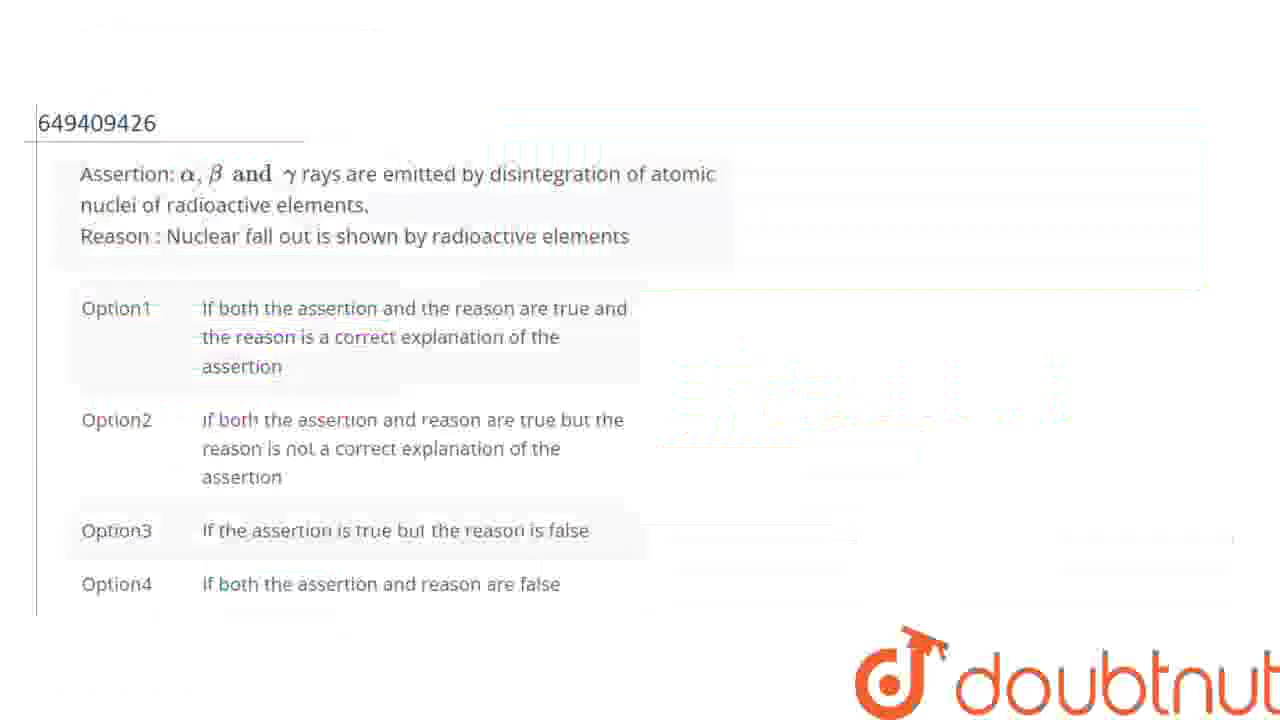 649409426
Assertion: α, β and γ rays are emitted by disintegration of atomic
nuclei of radioactive elements.
Reason : Nuclear fall out is shown by radioactive elements
Option1 If both the assertion and the reason are true and
the reason is a correct explanation of the
assertion
Option2 If both the assertion and reason are true but the
reason is not a correct explanation of the
assertion
Option3 If the assertion is true but the reason is false
Option4 If both the assertion and reason are false
doubtnut